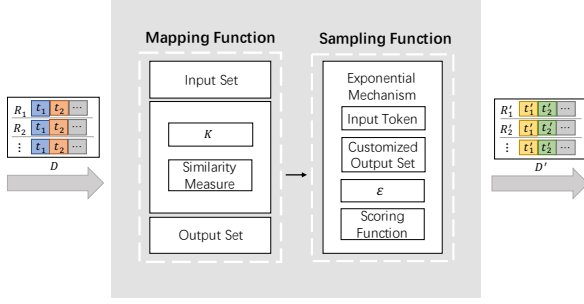 Mapping Function
Sampling Function
Input Set
K
Similarity
Measure
Output Set
Exponential
Mechanism
Input Token
Customized
Output Set
ε
Scoring
Function
R₁ t₁ t₂ ···
R₂ t₁ t₂ ···
⋮ t₁ t₂ ···
D
R′₁ t′₁ t′₂ ···
R′₂ t′₁ t′₂ ···
⋮ t′₁ t′₂ ···
D′